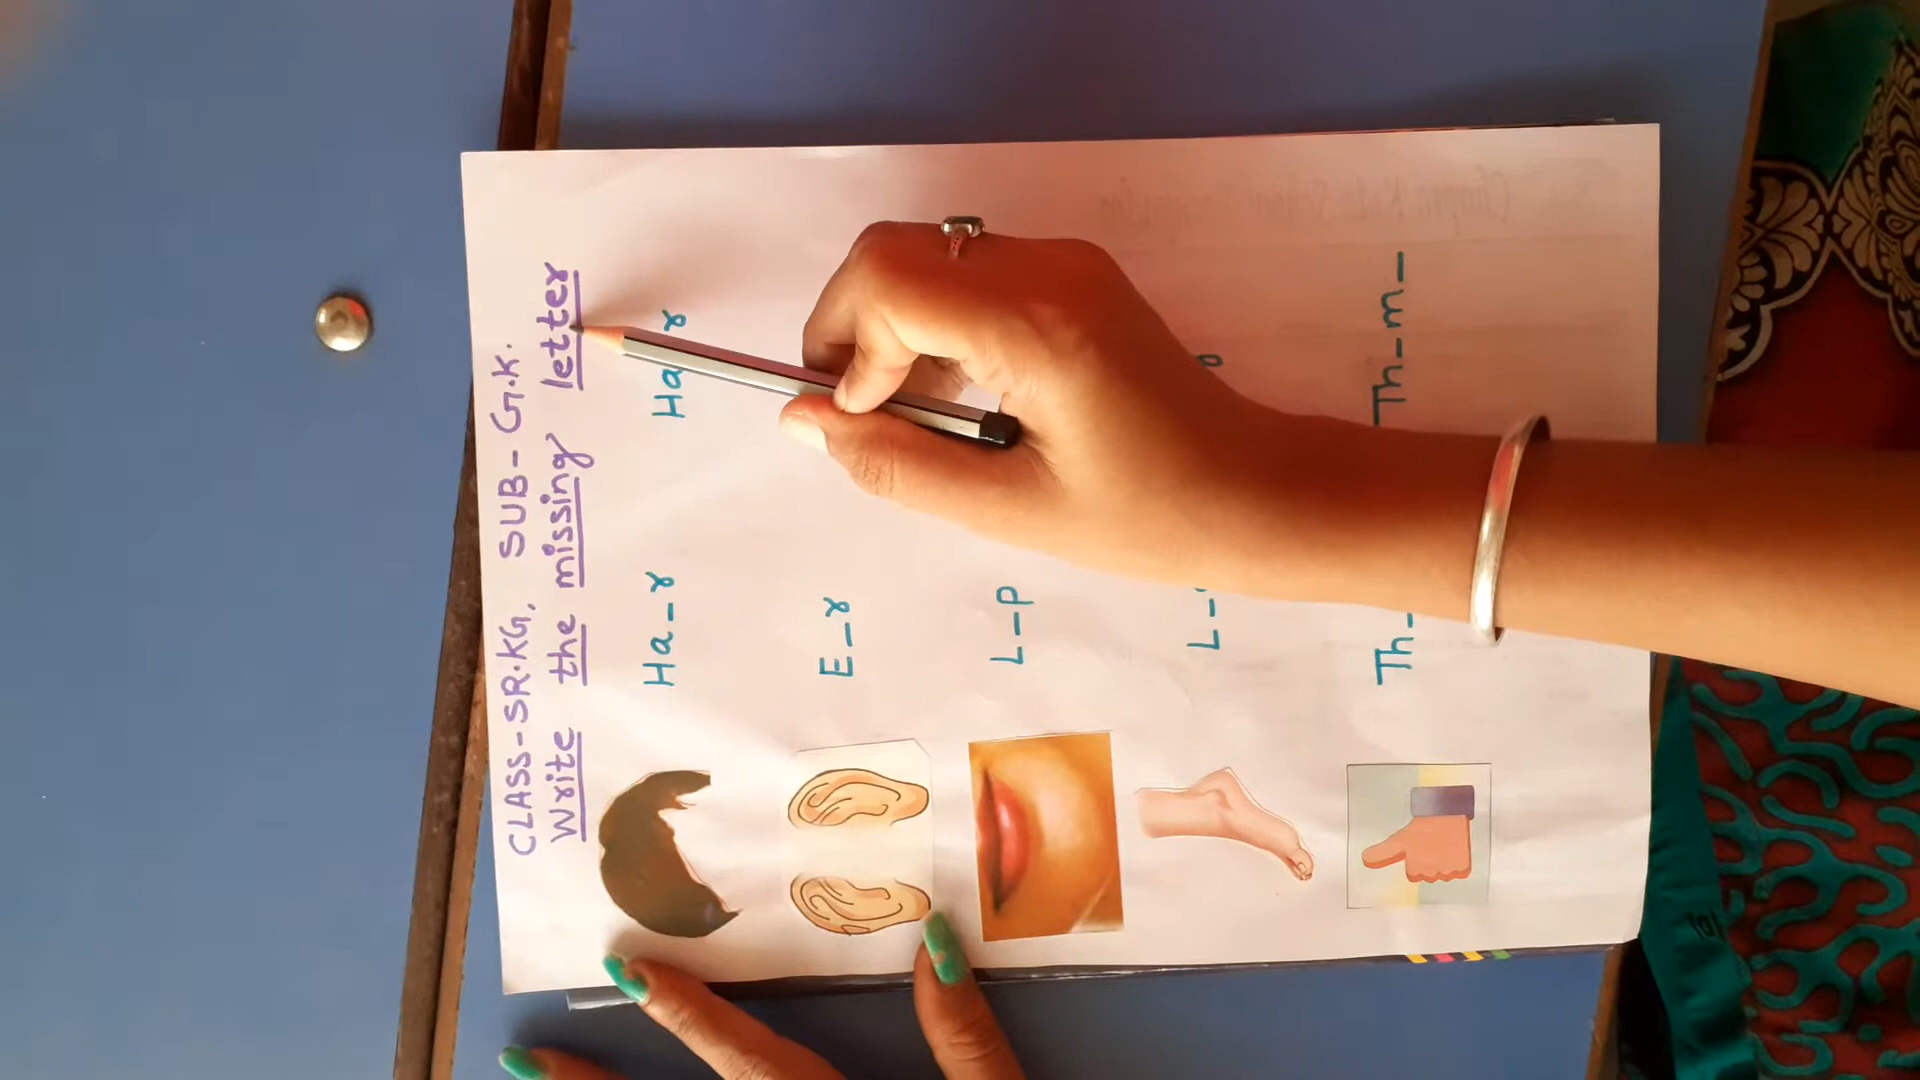 CLASS-SR.KG, SUB-G.K.
Write the missing letter
Ha_r Ha r
E_r
L_p
L_
Th_ Th_m_